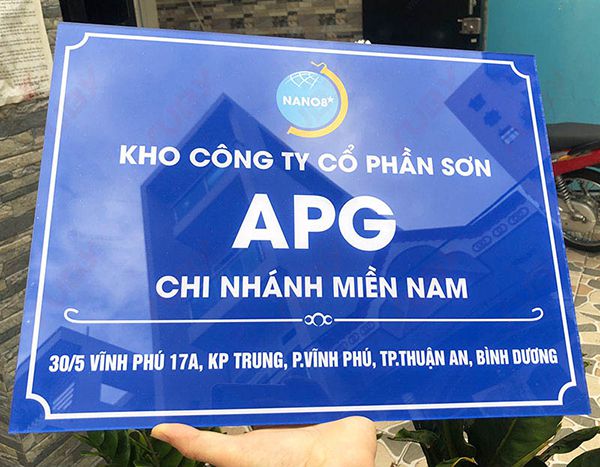 NANO8*
KHO CÔNG TY CỔ PHẦN SƠN
APG
CHI NHÁNH MIỀN NAM
30/5 VĨNH PHÚ 17A, KP TRUNG, P.VĨNH PHÚ, TP.THUẬN AN, BÌNH DƯƠNG